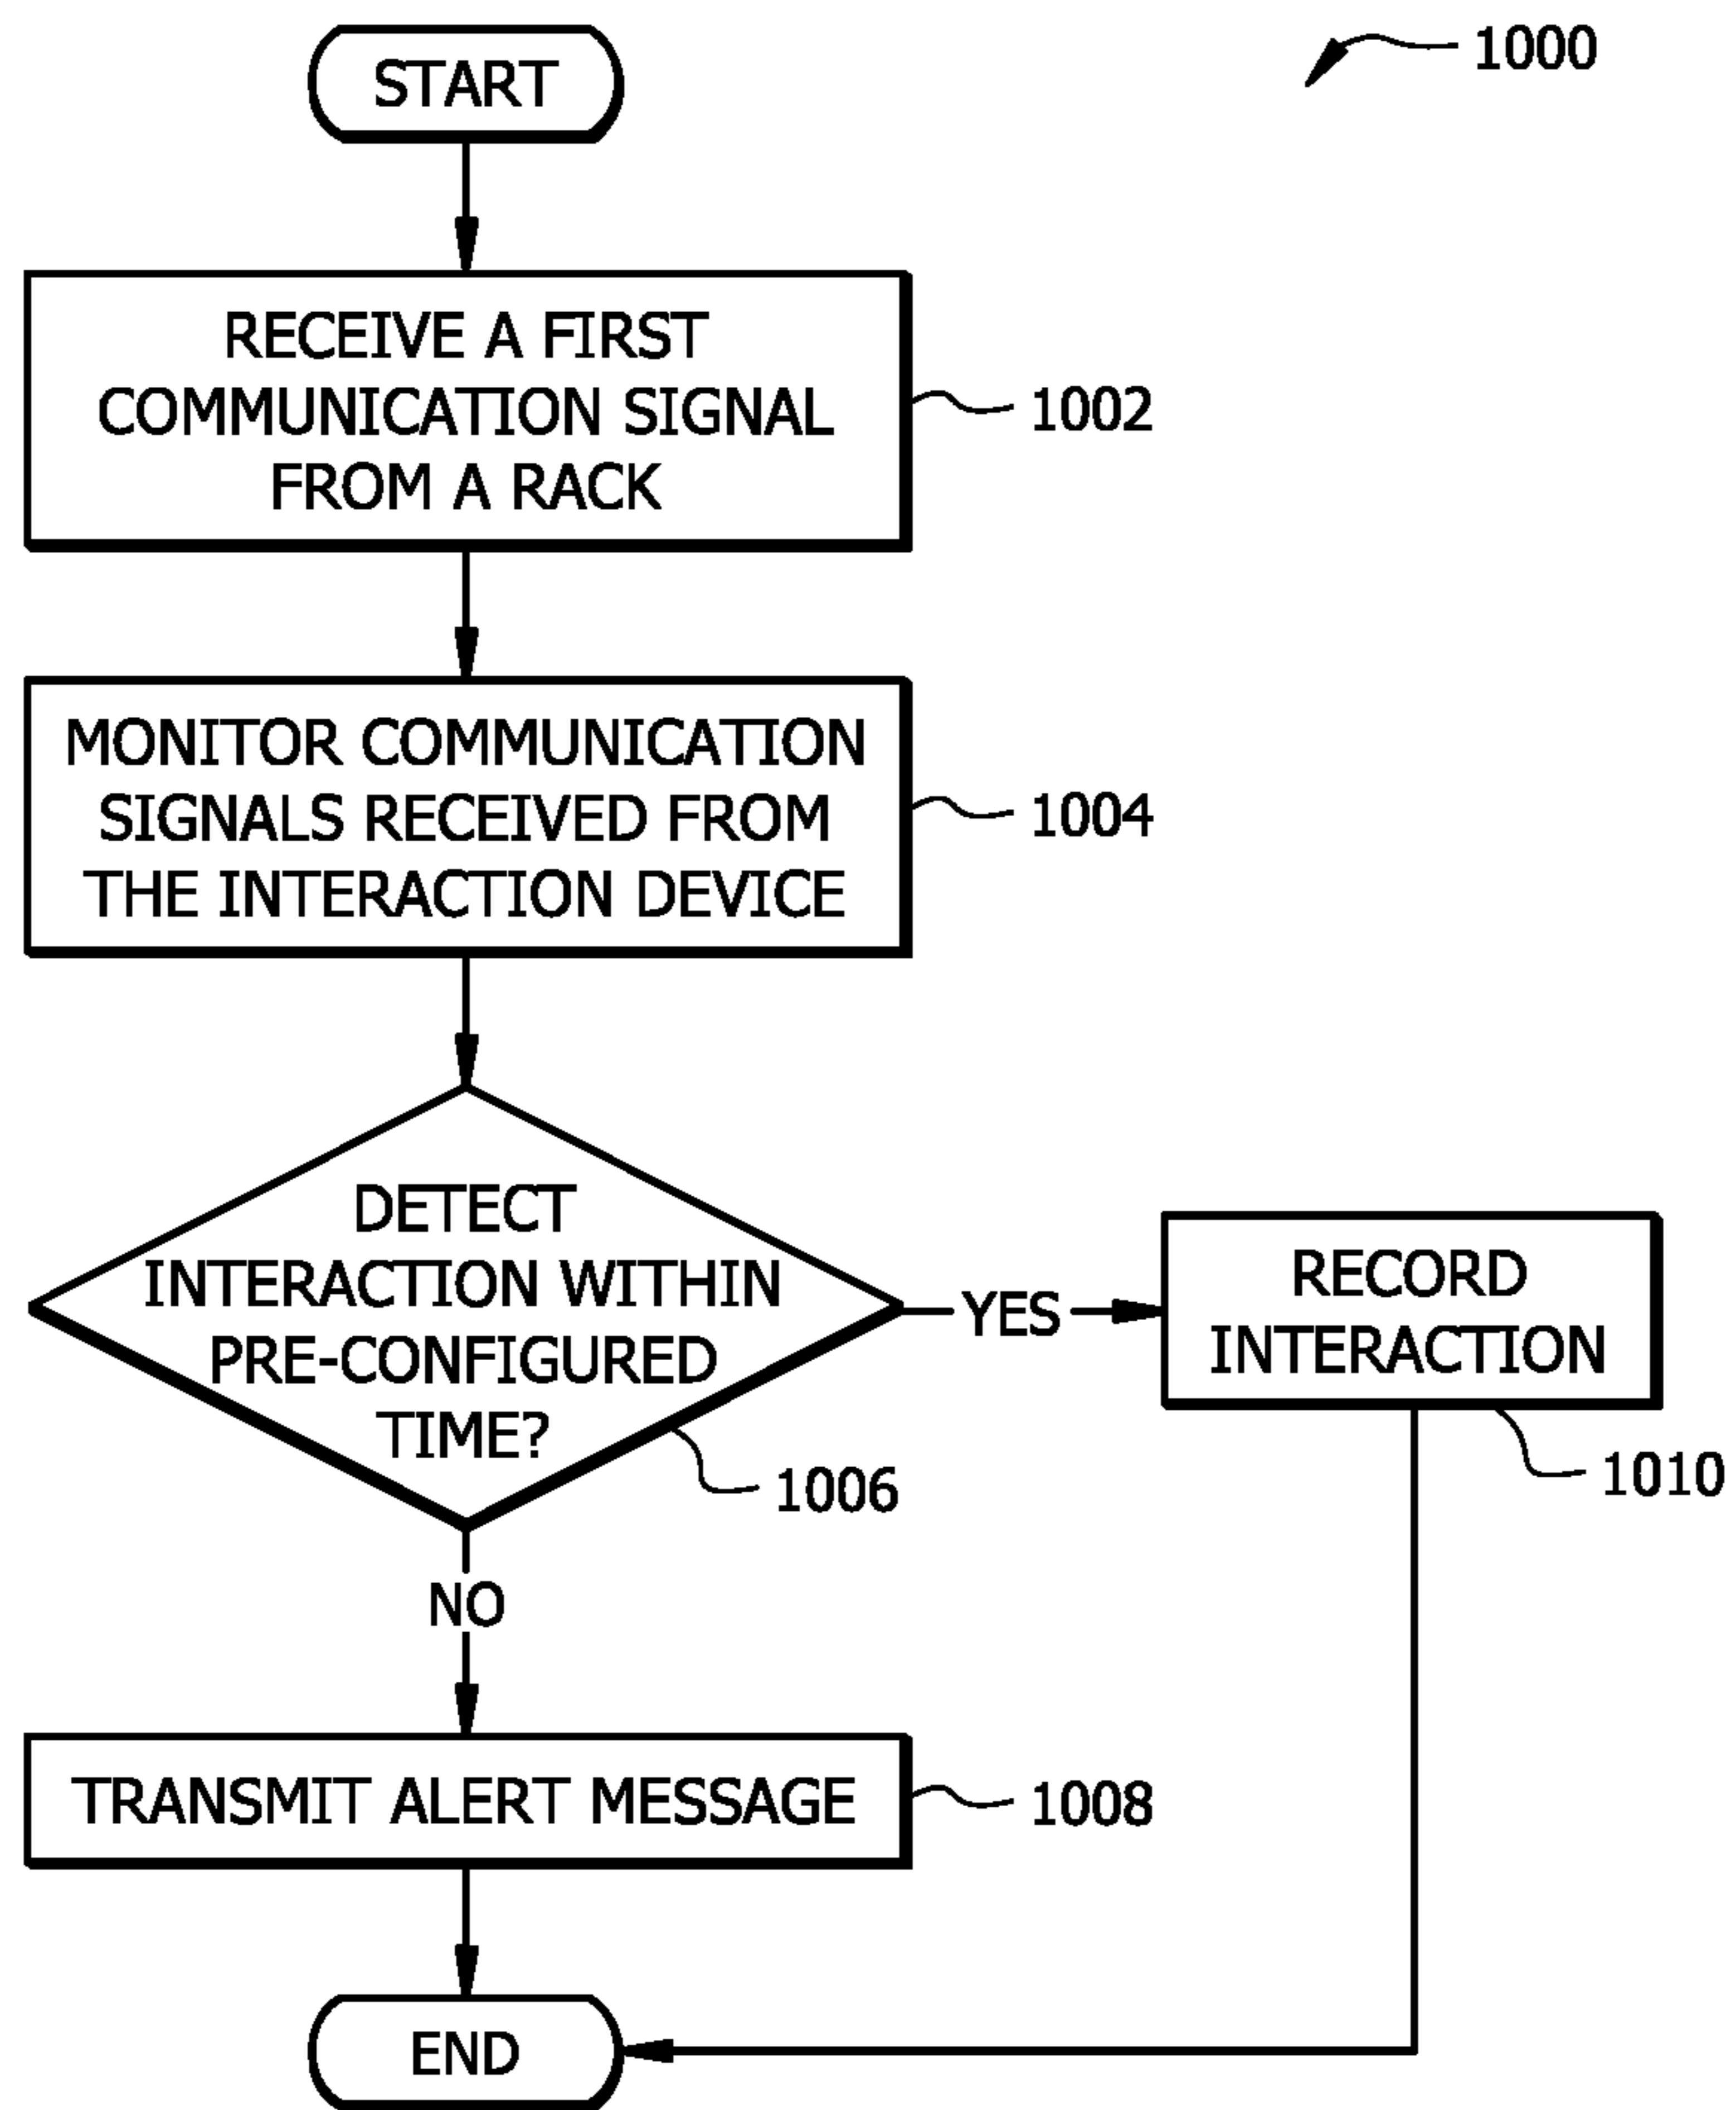 START
1000
RECEIVE A FIRST
COMMUNICATION SIGNAL
FROM A RACK
1002
MONITOR COMMUNICATION
SIGNALS RECEIVED FROM
THE INTERACTION DEVICE
1004
DETECT
INTERACTION WITHIN
PRE-CONFIGURED
TIME?
1006
YES
RECORD
INTERACTION
1010
NO
TRANSMIT ALERT MESSAGE
1008
END